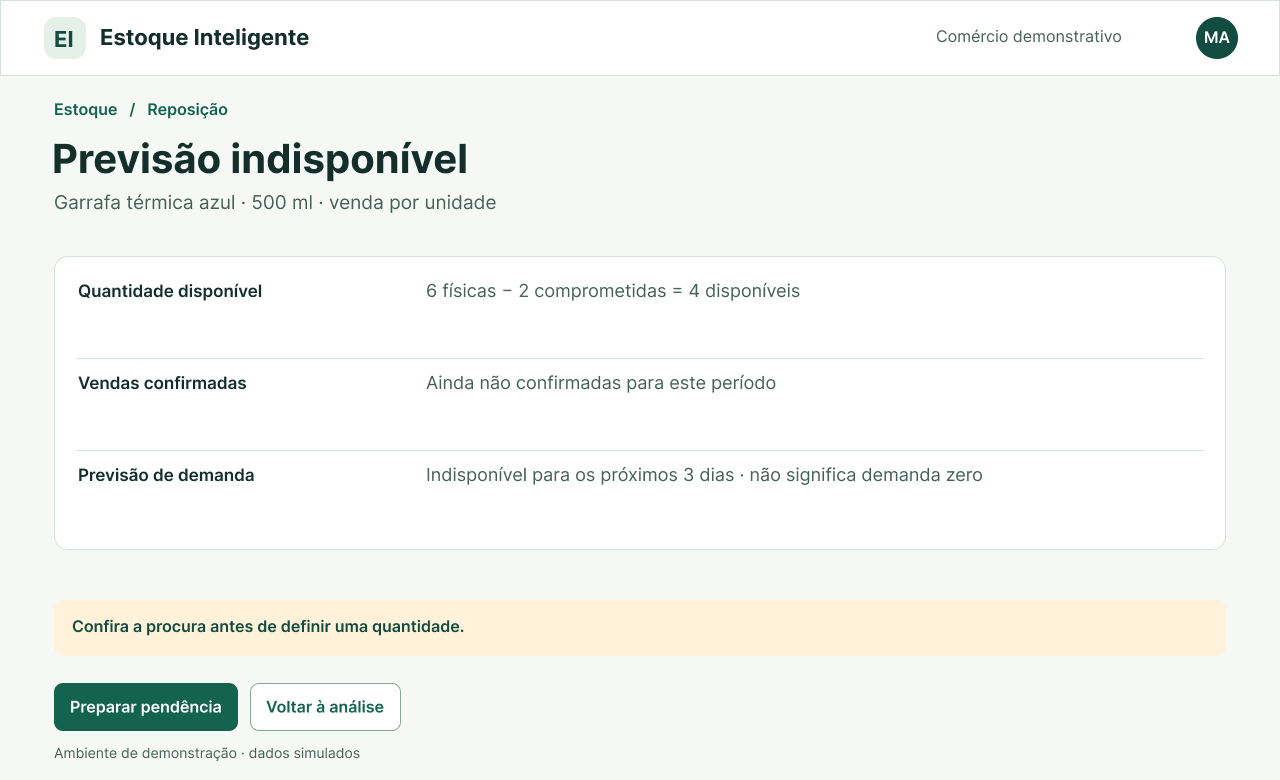 EI Estoque Inteligente Comércio demonstrativo MA
Estoque / Reposição
Previsão indisponível
Garrafa térmica azul · 500 ml · venda por unidade
Quantidade disponível 6 físicas − 2 comprometidas = 4 disponíveis
Vendas confirmadas Ainda não confirmadas para este período
Previsão de demanda Indisponível para os próximos 3 dias · não significa demanda zero
Confira a procura antes de definir uma quantidade.
Preparar pendência Voltar à análise
Ambiente de demonstração · dados simulados